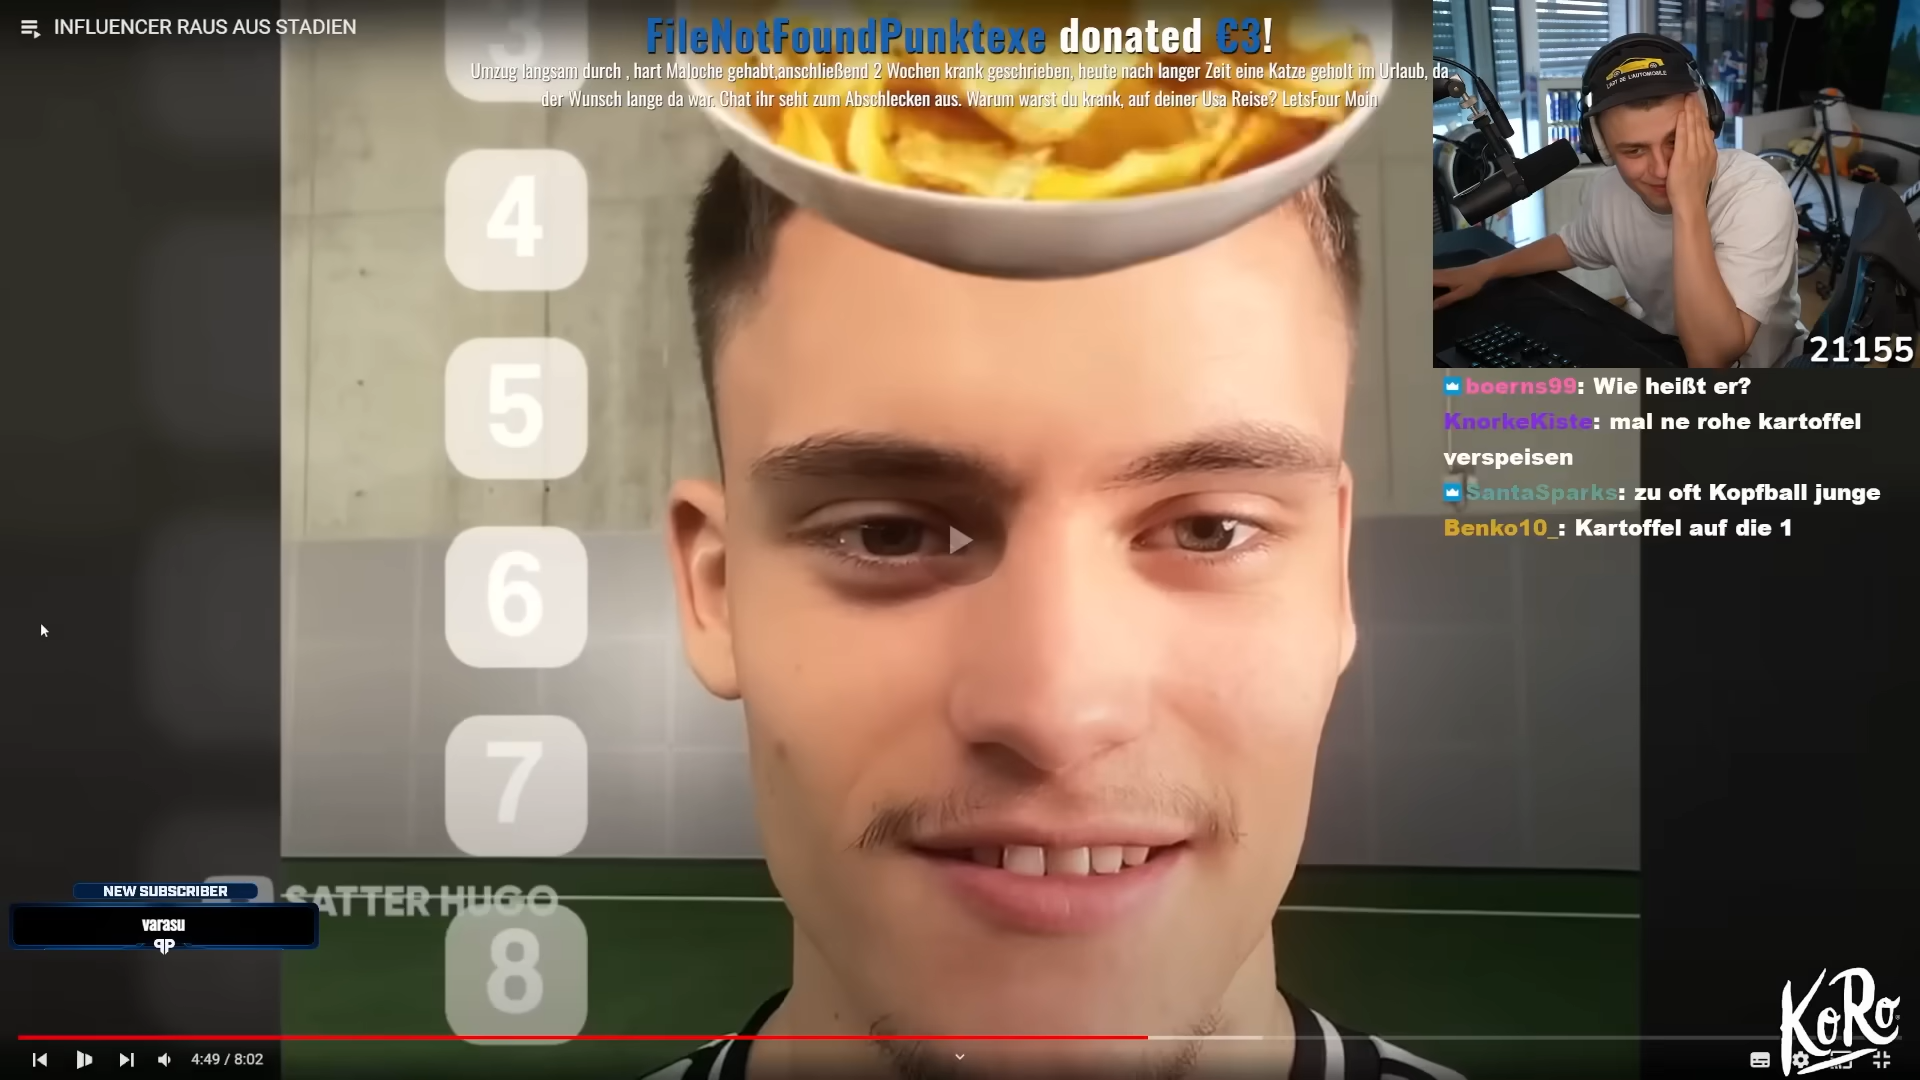 INFLUENCER RAUS AUS STADIEN
FileNotFoundPunktexe donated €3!
Umzug langsam durch , hart Maloche gehabt,anschließend 2 Wochen krank geschrieben, heute nach langer Zeit eine Katze geholt im Urlaub, da
der Wunsch lange da war. Chat ihr seht zum Abschlecken aus. Warum warst du krank, auf deiner Usa Reise? LetsFour Moin
3
4
5
6
7
8
L'ART DE L'AUTOMOBILE
21155
boerns99: Wie heißt er?
KnorkeKiste: mal ne rohe kartoffel
verspeisen
SantaSparks: zu oft Kopfball junge
Benko10_: Kartoffel auf die 1
SATTER HUGO
NEW SUBSCRIBER
varasu
KoRo
4:49 / 8:02